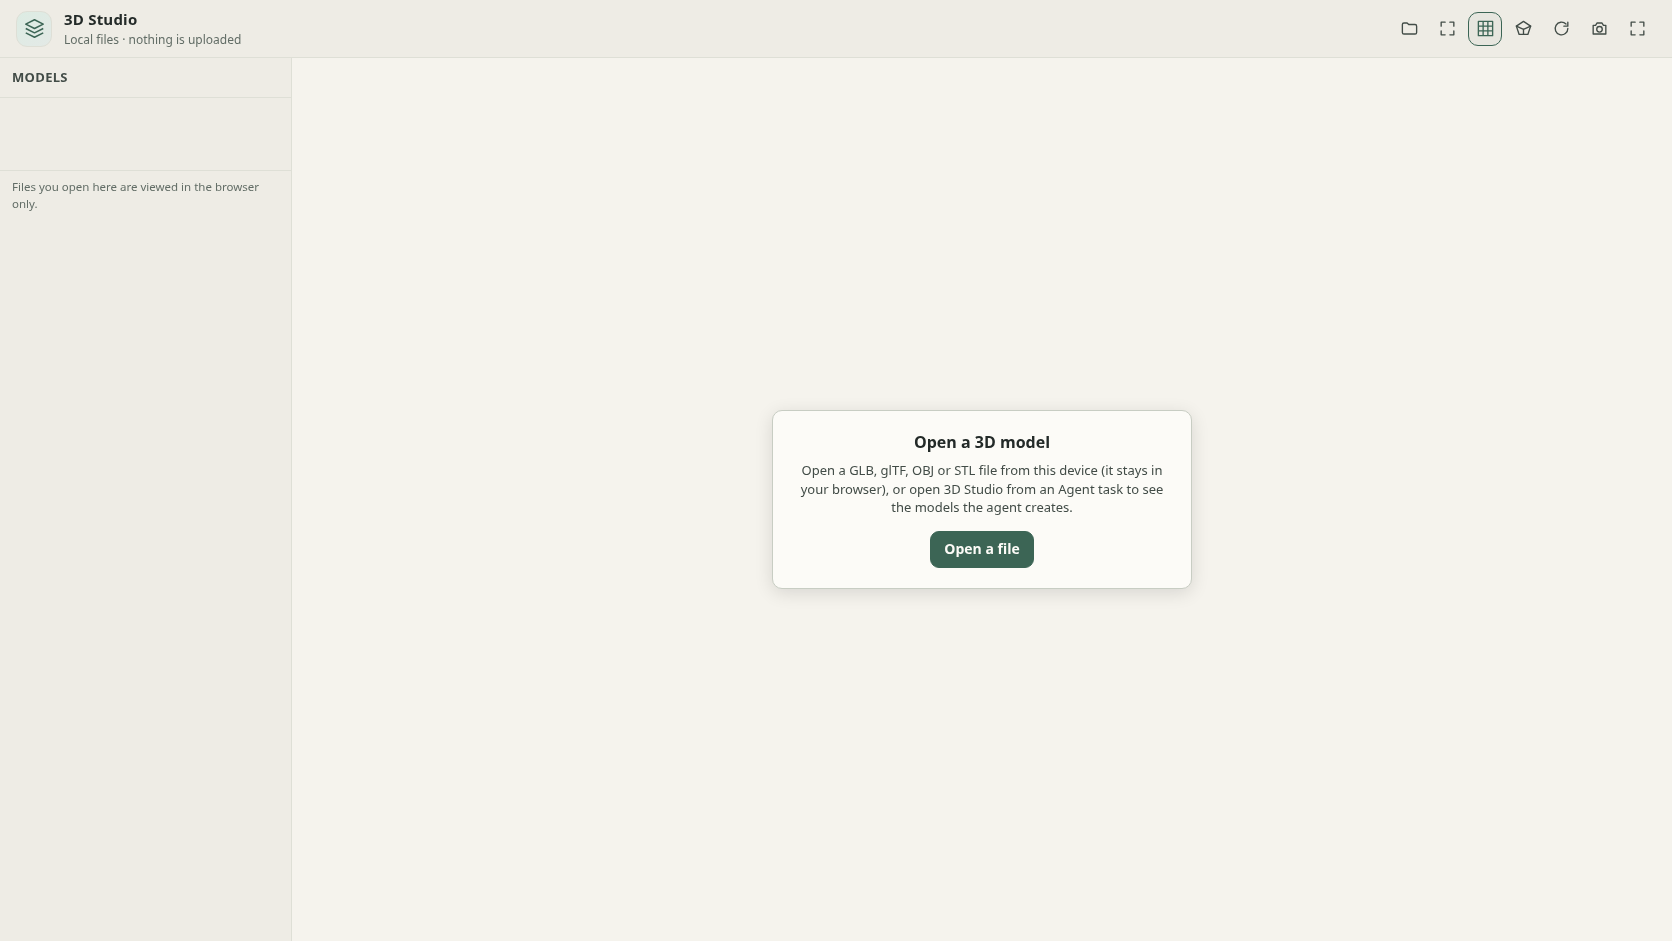 3D Studio
Local files · nothing is uploaded
MODELS
Files you open here are viewed in the browser
only.
Open a 3D model
Open a GLB, glTF, OBJ or STL file from this device (it stays in
your browser), or open 3D Studio from an Agent task to see
the models the agent creates.
Open a file